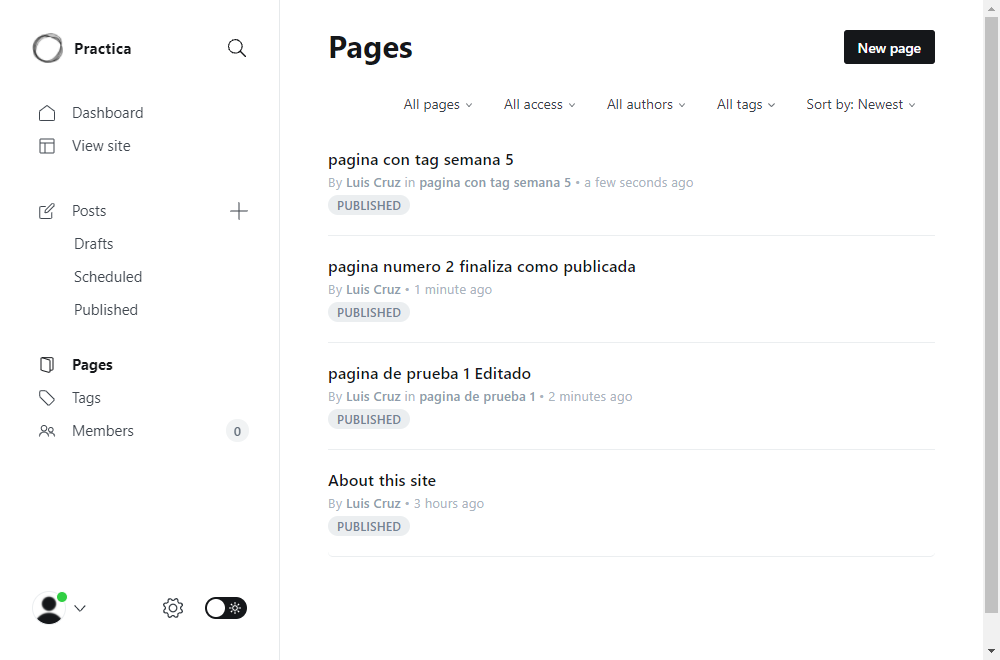 Practica
Dashboard
View site
Posts
Drafts
Scheduled
Published
Pages
Tags
Members
0
Pages
New page
All pages
All access
All authors
All tags
Sort by: Newest
pagina con tag semana 5
By Luis Cruz in pagina con tag semana 5 • a few seconds ago
PUBLISHED
pagina numero 2 finaliza como publicada
By Luis Cruz • 1 minute ago
PUBLISHED
pagina de prueba 1 Editado
By Luis Cruz in pagina de prueba 1 • 2 minutes ago
PUBLISHED
About this site
By Luis Cruz • 3 hours ago
PUBLISHED